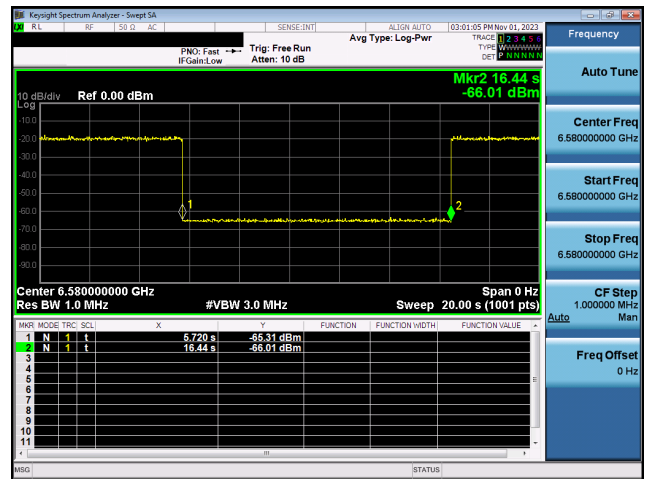 Keysight Spectrum Analyzer - Swept SA
LXI RL RF 50 Ω AC SENSE:INT ALIGN AUTO 03:01:05 PM Nov 01, 2023
Avg Type: Log-Pwr TRACE 1 2 3 4 5 6
PNO: Fast Trig: Free Run TYPE WWWWWW
IFGain:Low Atten: 10 dB DET P N N N N N
Mkr2 16.44 s
10 dB/div Ref 0.00 dBm -66.01 dBm
Log
-10.0
-20.0
-30.0
-40.0
-50.0
-60.0
-70.0
-80.0
-90.0
1
2
Center 6.580000000 GHz Span 0 Hz
Res BW 1.0 MHz #VBW 3.0 MHz Sweep 20.00 s (1001 pts)
MKR MODE TRC SCL X Y FUNCTION FUNCTION WIDTH FUNCTION VALUE
1 N 1 t 5.720 s -65.31 dBm
2 N 1 t 16.44 s -66.01 dBm
3
4
5
6
7
8
9
10
11
MSG STATUS
Frequency
Auto Tune
Center Freq
6.580000000 GHz
Start Freq
6.580000000 GHz
Stop Freq
6.580000000 GHz
CF Step
1.000000 MHz
Auto Man
Freq Offset
0 Hz